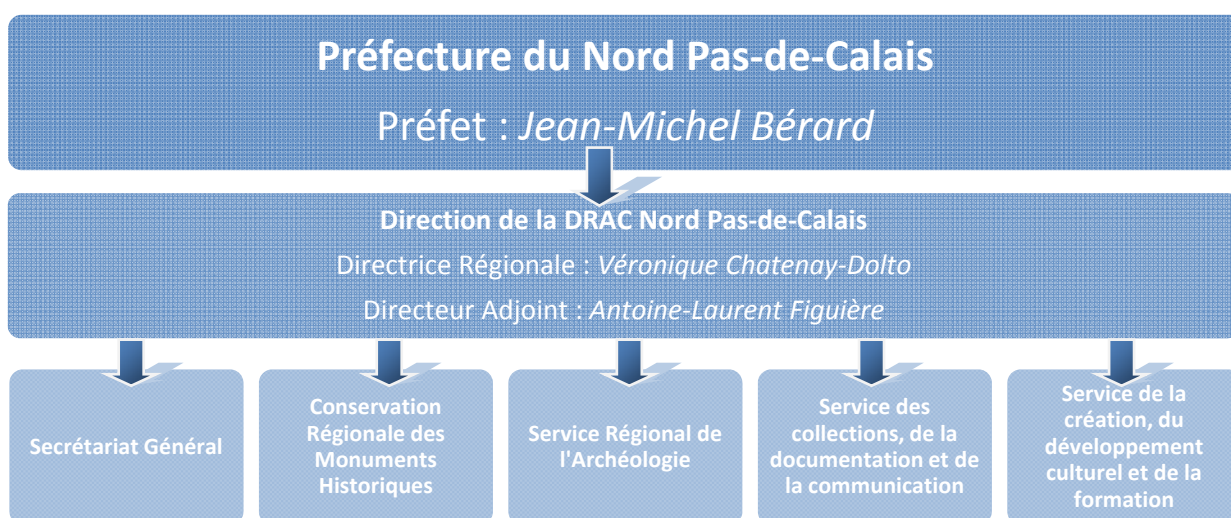 Préfecture du Nord Pas-de-Calais
Préfet : Jean-Michel Bérard
Direction de la DRAC Nord Pas-de-Calais
Directrice Régionale : Véronique Chatenay-Dolto
Directeur Adjoint : Antoine-Laurent Figuière
Secrétariat Général
Conservation
Régionale des
Monuments
Historiques
Service Régional de
l'Archéologie
Service des
collections, de la
documentation et de
la communication
Service de la
création, du
développement
culturel et de la
formation